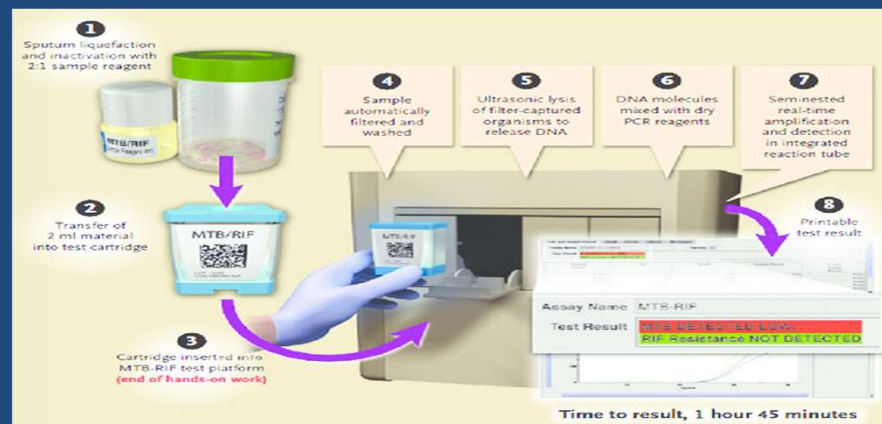 1
Sputum liquefaction
and inactivation with
2:1 sample reagent
MTB/RIF
2
Transfer of
2 ml material
into test cartridge
MTB/RIF
3
Cartridge inserted into
MTB-RIF test platform
(end of hands-on work)
4
Sample
automatically
filtered and
washed
MTB/RIF
5
Ultrasonic lysis
of filter-captured
organisms to
release DNA
6
DNA molecules
mixed with dry
PCR reagents
7
Seminested
real-time
amplification
and detection
in integrated
reaction tube
8
Printable
test result
Assay Name MTB-RIF
Test Result MTB DETECTED LOW
RIF Resistance NOT DETECTED
Time to result, 1 hour 45 minutes